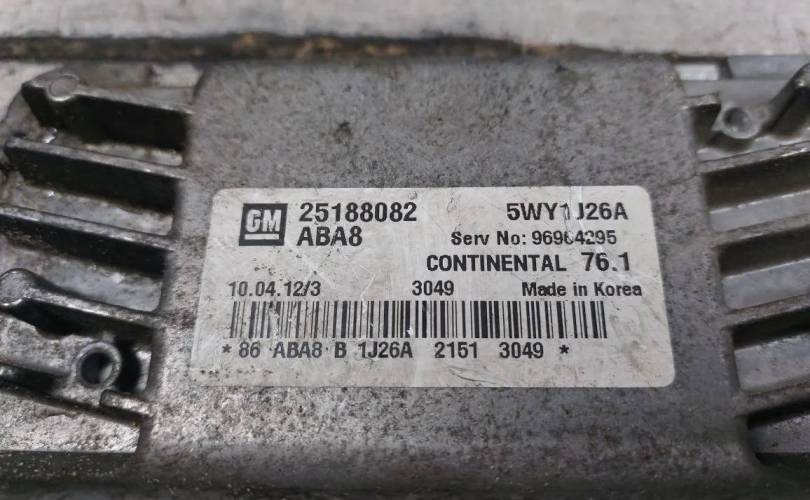 GM 25188082 5WY1J26A
ABA8 Serv No: 96964295
CONTINENTAL 76.1
10.04.12/3 3049 Made in Korea
* 86 ABA8 B 1J26A 2151 3049 *